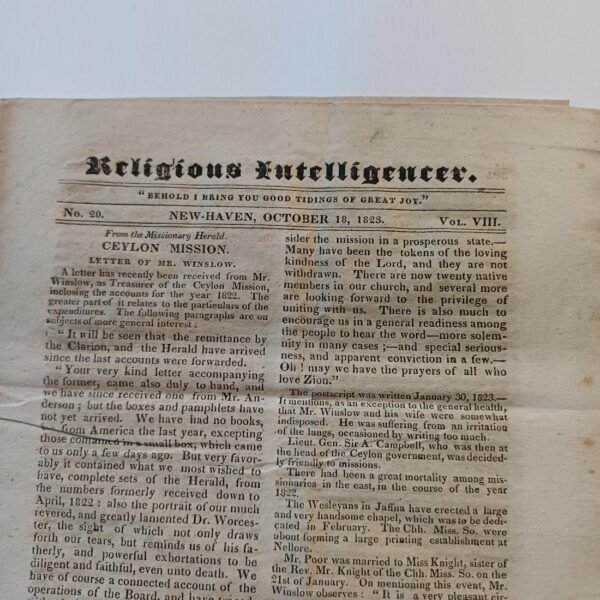 Religious Intelligencer.
"BEHOLD I BRING YOU GOOD TIDINGS OF GREAT JOY."
No. 20. NEW-HAVEN, OCTOBER 18, 1823. VOL. VIII.
From the Missionary Herald.
CEYLON MISSION.
LETTER OF MR. WINSLOW.
A letter has recently been received from Mr.
Winslow, as Treasurer of the Ceylon Mission,
inclosing the accounts for the year 1822. The
greater part of it relates to the particulars of the
expenditures. The following paragraphs are on
subjects of more general interest:
"It will be seen that the remittance by
the Clarion, and the Herald have arrived
since the last accounts were forwarded.
"Your very kind letter accompanying
the former, came also duly to hand, and
we have since received one from Mr. An-
derson; but the boxes and pamphlets have
not yet arrived. We have had no books,
from America the last year, excepting
those contained in a small box, which came
to us only a few days ago. But very favor-
ably it contained what we most wished to
have, complete sets of the Herald, from
the numbers formerly received down to
April, 1822: also the portrait of our much
revered, and greatly lamented Dr. Worces-
ter, the sight of which not only draws
forth our tears, but reminds us of his fa-
therly, and powerful exhortations to be
diligent and faithful, even unto death. We
have of course a connected account of the
operations of the Board, and have
sider the mission in a prosperous state.—
Many have been the tokens of the loving
kindness of the Lord, and they are not
withdrawn. There are now twenty native
members in our church, and several more
are looking forward to the privilege of
uniting with us. There is also much to
encourage us in a general readiness among
the people to hear the word—more solem-
nity in many cases;—and special serious-
ness, and apparent conviction in a few.—
Oh! may we have the prayers of all who
love Zion."
The postscript was written January 30, 1823.—
It mentions, as an exception to the general health,
that Mr. Winslow and his wife were somewhat
indisposed. He was suffering from an irritation
of the lungs, occasioned by writing too much.
Lieut. Gen. Sir A. Campbell, who was then at
the head of the Ceylon government, was decided-
ly friendly to missions.
There had been a great mortality among mis-
sionaries in the east, in the course of the year
1822.
The Wesleyans in Jaffna have erected a large
and very handsome chapel, which was to be dedi-
cated in February. The Chh. Miss. So. were
about forming a large printing establishment at
Nellore.
Mr. Poor was married to Miss Knight, sister of
the Rev. Mr. Knight of the Chh. Miss. So. on the
21st of January. On mentioning this event, Mr.
Winslow observes: "It is a very pleasant cir-